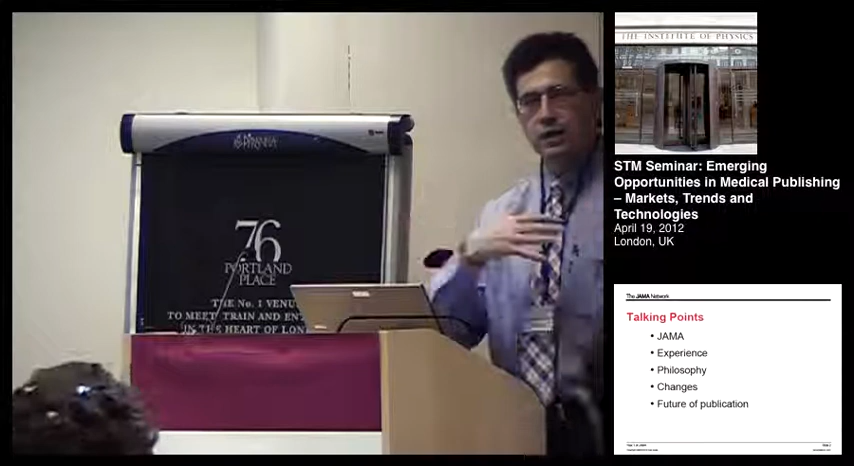 76
PORTLAND
PLACE
THE No. 1 VENU
TO MEET TRAIN AND ENT
IN THE HEART OF LON
THE INSTITUTE OF PHYSICS
STM Seminar: Emerging
Opportunities in Medical Publishing
– Markets, Trends and
Technologies
April 19, 2012
London, UK
The JAMA Network
Talking Points
• JAMA
• Experience
• Philosophy
• Changes
• Future of publication